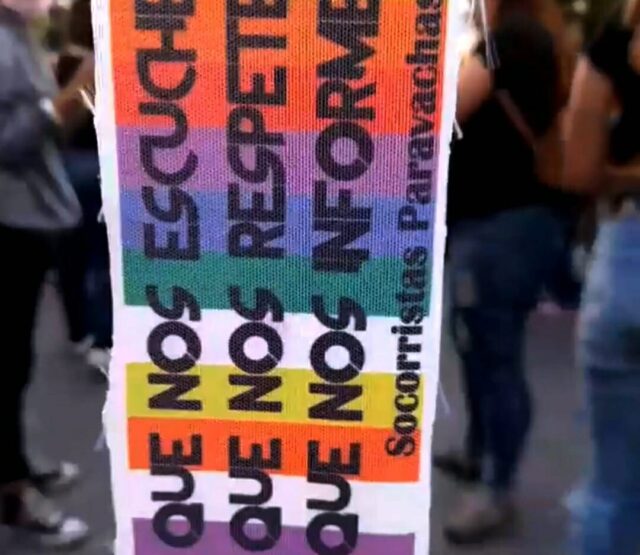 QUE NOS ESCUCHE
QUE NOS RESPETE
QUE NOS INFORME
Socorristas Paravachas